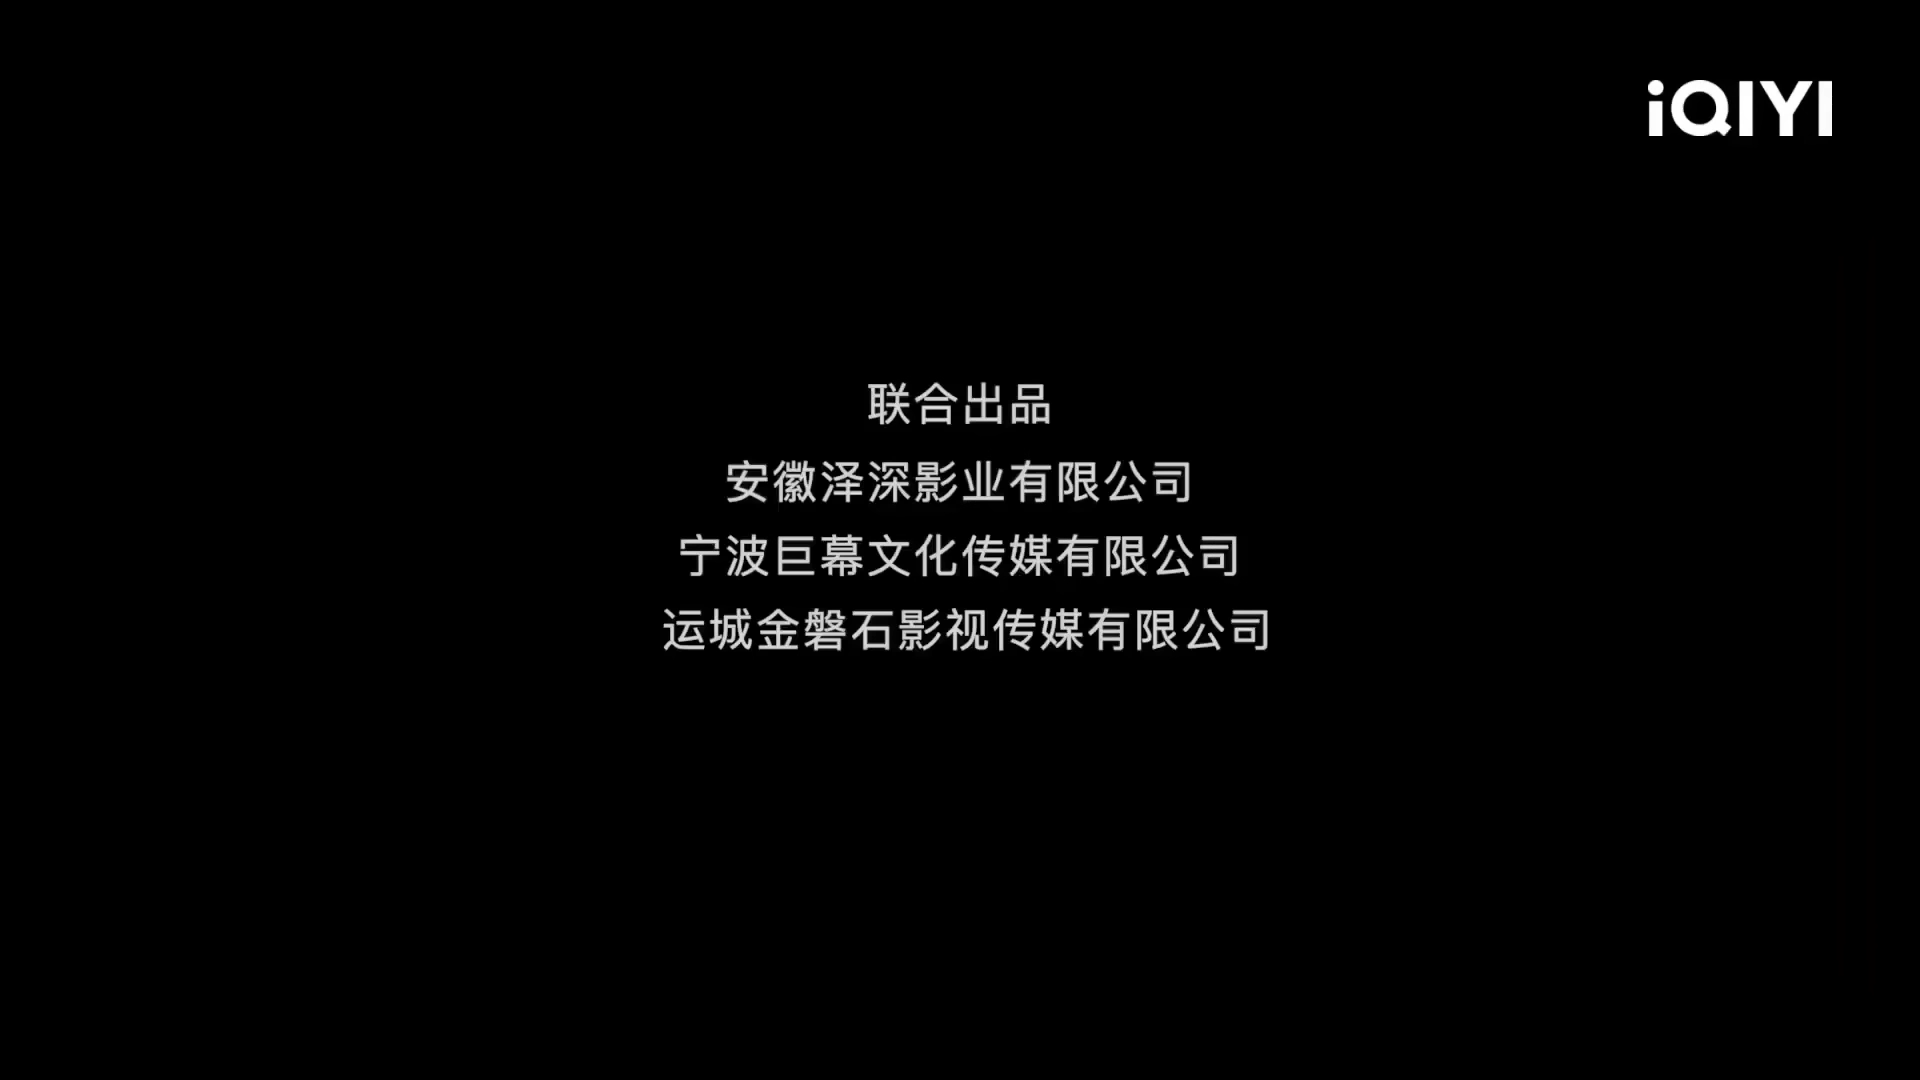 iQIYI
联合出品
安徽泽深影业有限公司
宁波巨幕文化传媒有限公司
运城金磐石影视传媒有限公司